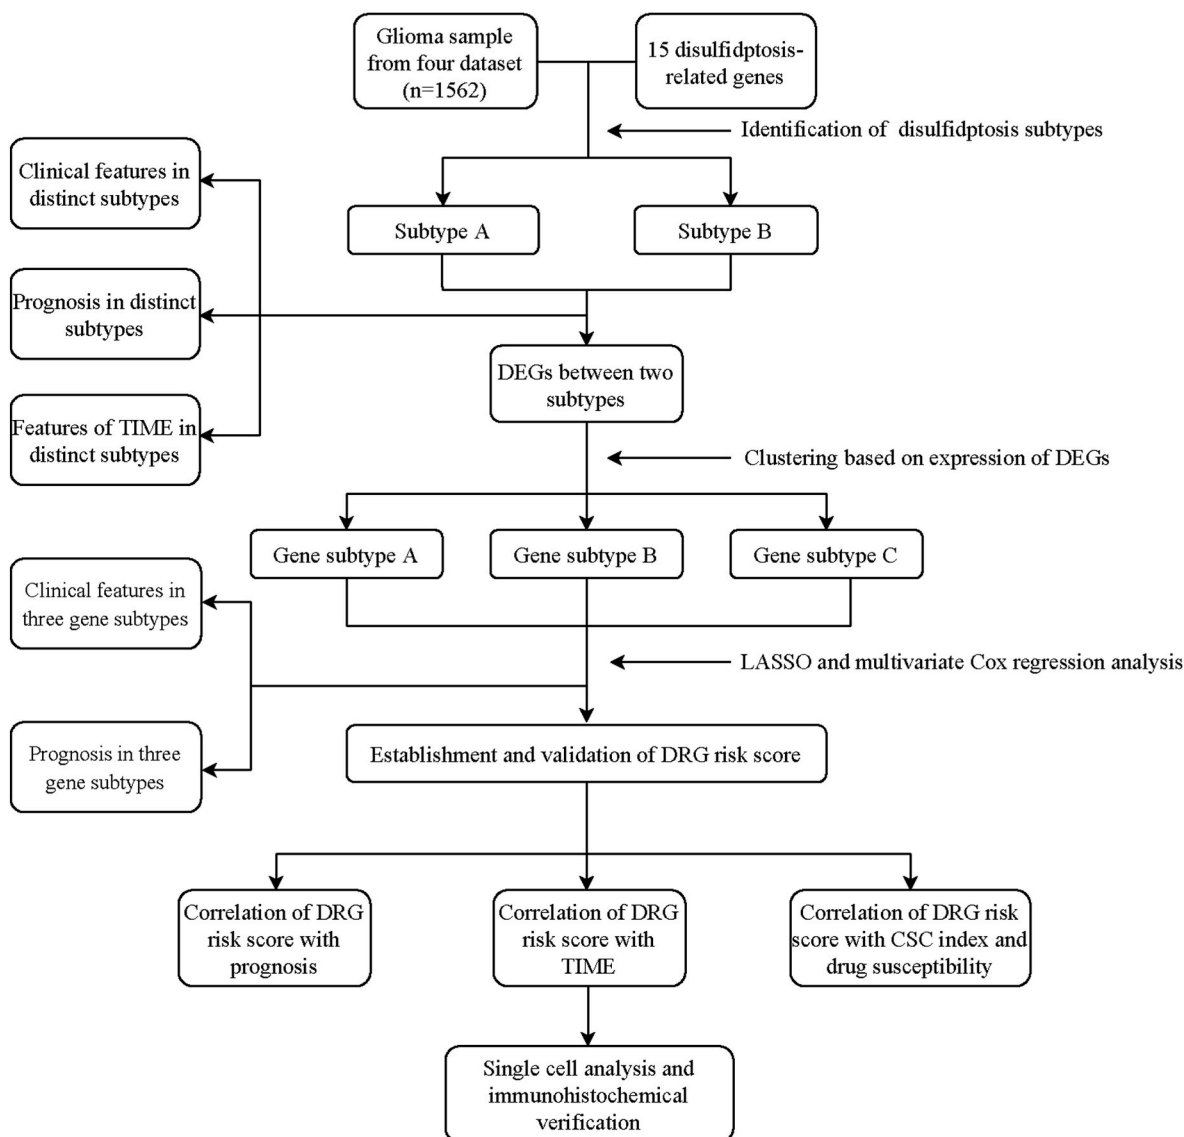 Glioma sample
from four dataset
(n=1562)
15 disulfidptosis-
related genes
Identification of disulfidptosis subtypes
Clinical features in
distinct subtypes
Subtype A
Subtype B
Prognosis in distinct
subtypes
DEGs between two
subtypes
Features of TIME in
distinct subtypes
Clustering based on expression of DEGs
Gene subtype A
Gene subtype B
Gene subtype C
Clinical features in
three gene subtypes
LASSO and multivariate Cox regression analysis
Prognosis in three
gene subtypes
Establishment and validation of DRG risk score
Correlation of DRG
risk score with
prognosis
Correlation of DRG
risk score with
TIME
Correlation of DRG risk
score with CSC index and
drug susceptibility
Single cell analysis and
immunohistochemical
verification